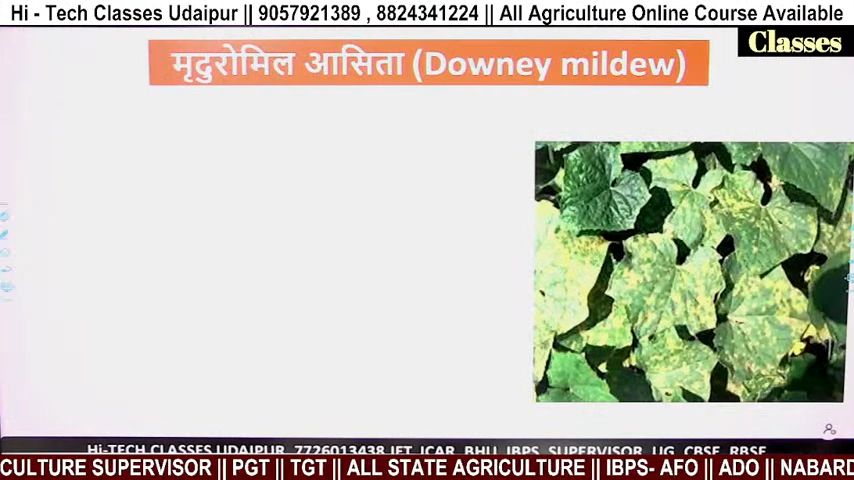 Hi - Tech Classes Udaipur || 9057921389 , 8824341224 || All Agriculture Online Course Available
Classes
मृदुरोमिल आसिता (Downey mildew)
Hi-TECH CLASSES UDAIPUR 7726013438 JET ICAR BHU IBPS SUPERVISOR UG CBSE RBSE
CULTURE SUPERVISOR || PGT || TGT || ALL STATE AGRICULTURE || IBPS- AFO || ADO || NABARD